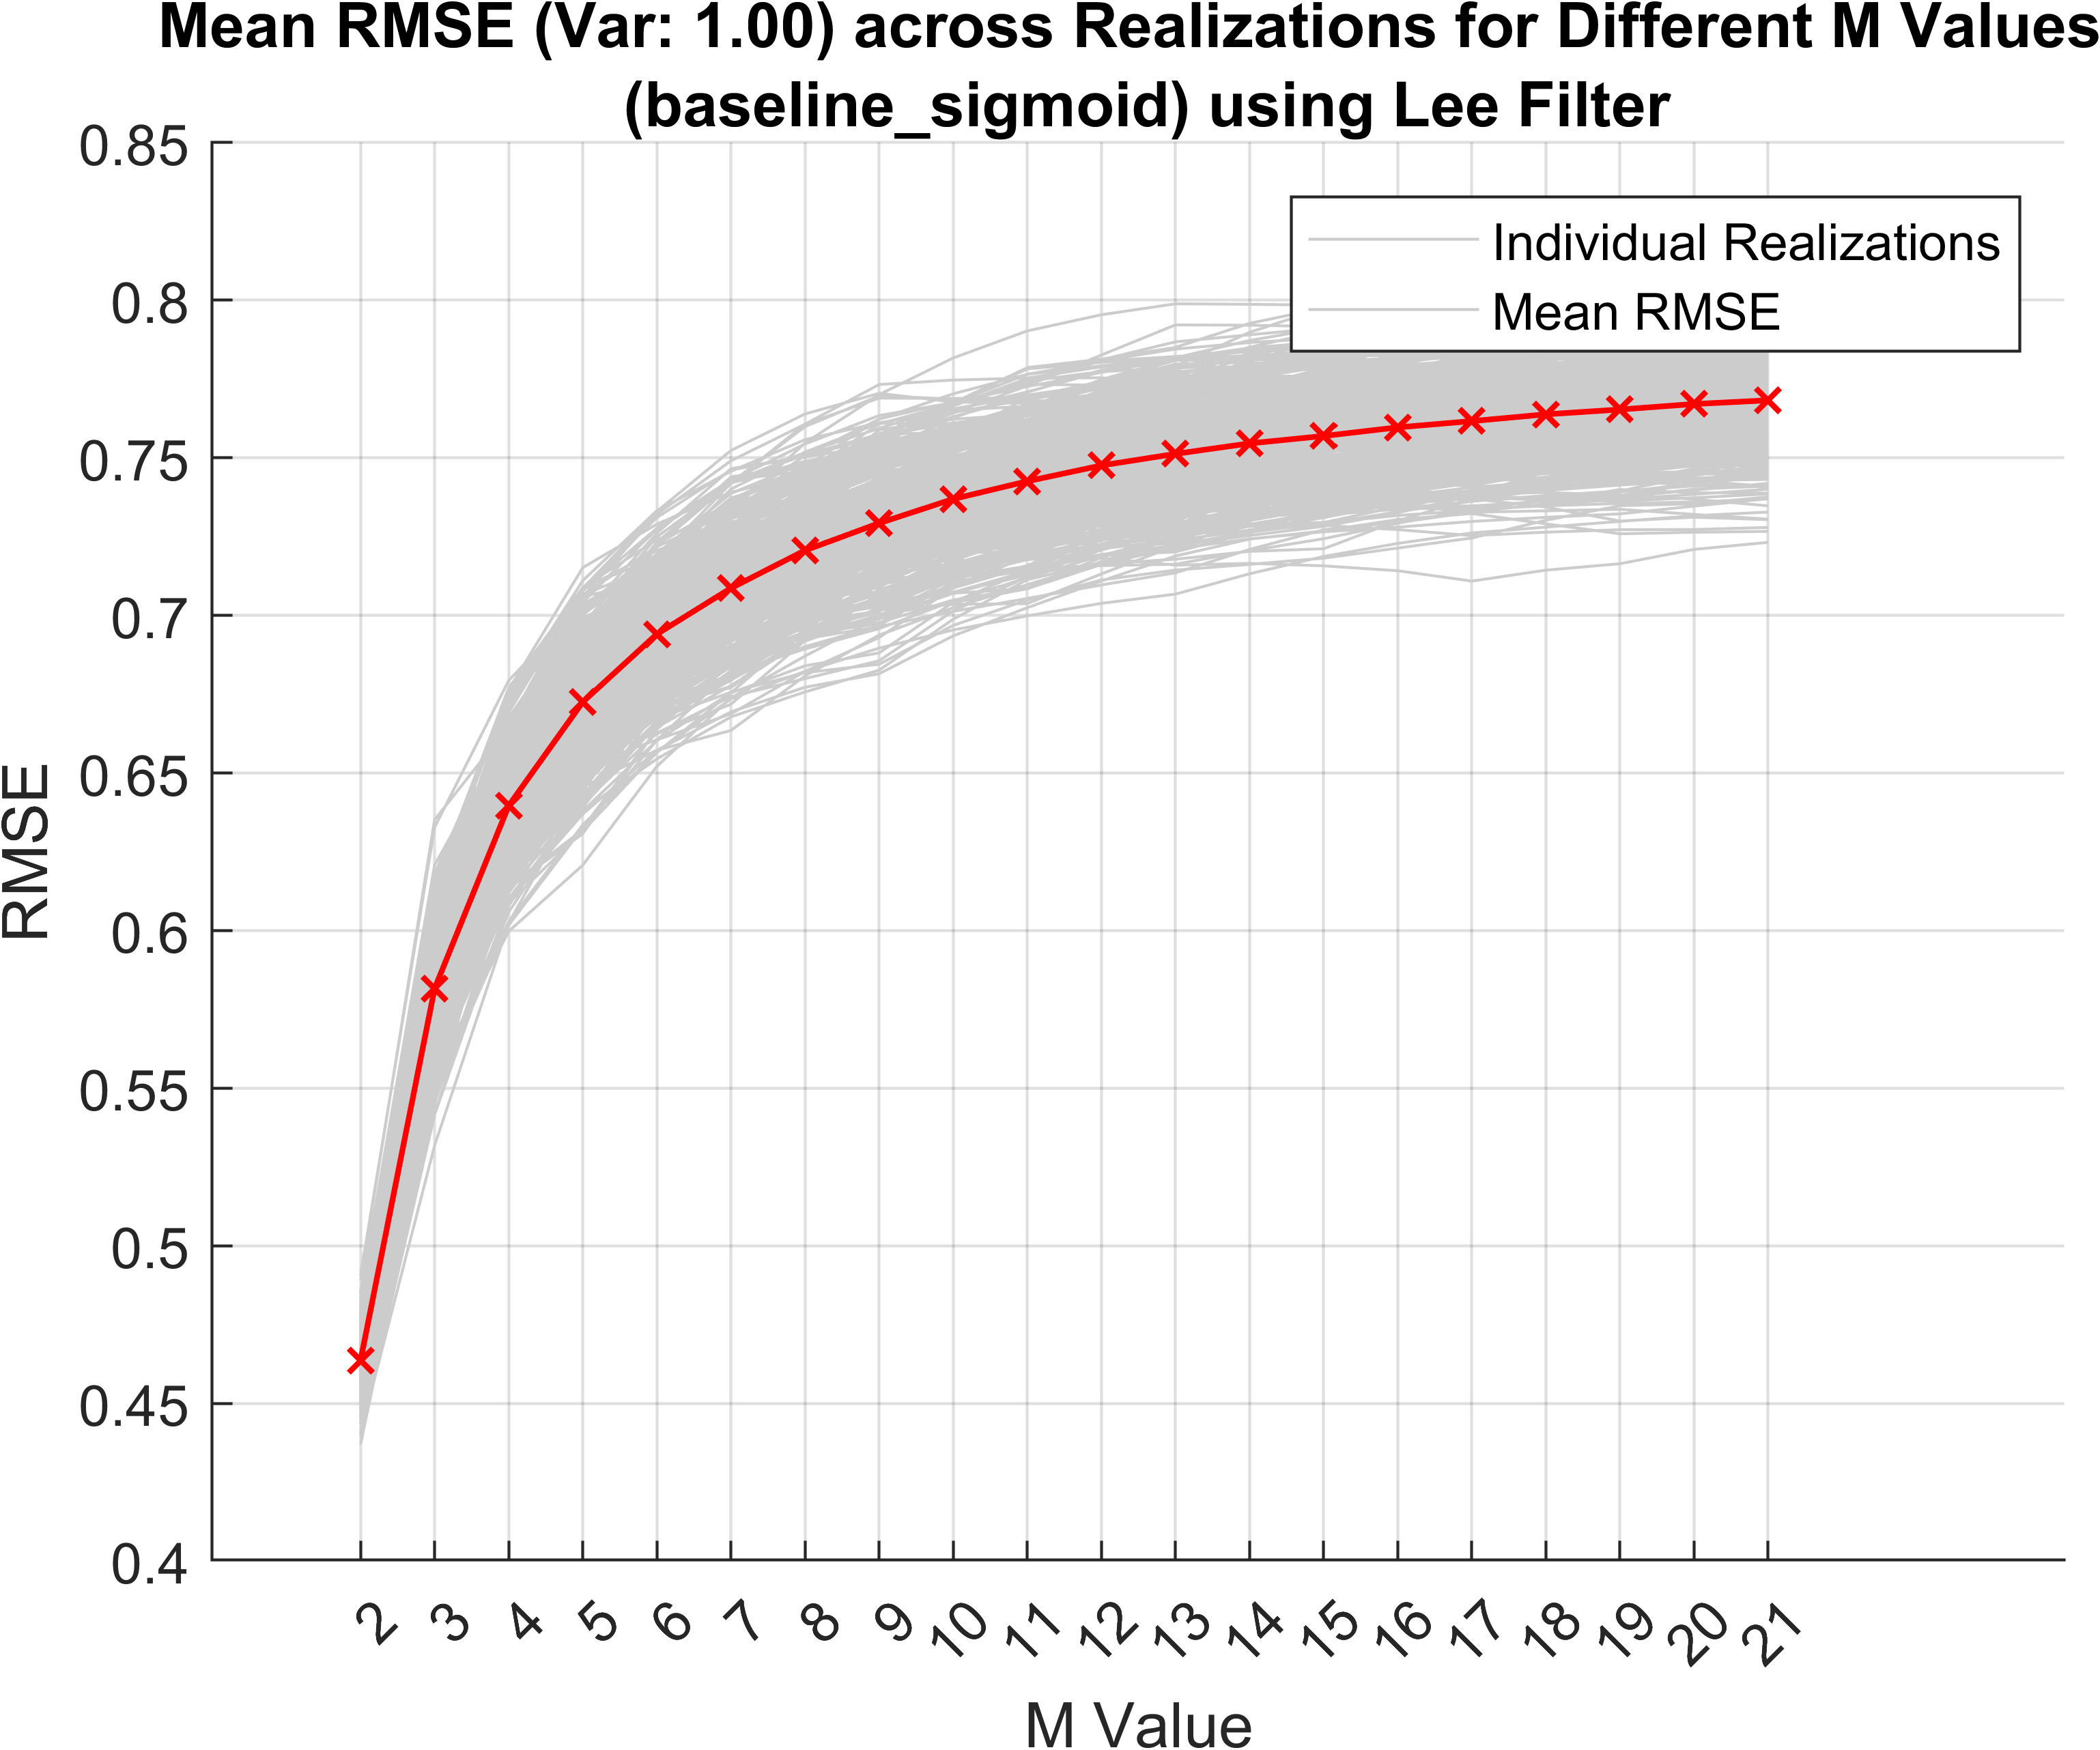 Mean RMSE (Var: 1.00) across Realizations for Different M Values
(baseline_sigmoid) using Lee Filter
0.85
0.8
0.75
0.7
0.65
0.6
0.55
0.5
0.45
0.4
RMSE
Individual Realizations
Mean RMSE
2 3 4 5 6 7 8 9 10 11 12 13 14 15 16 17 18 19 20 21
M Value